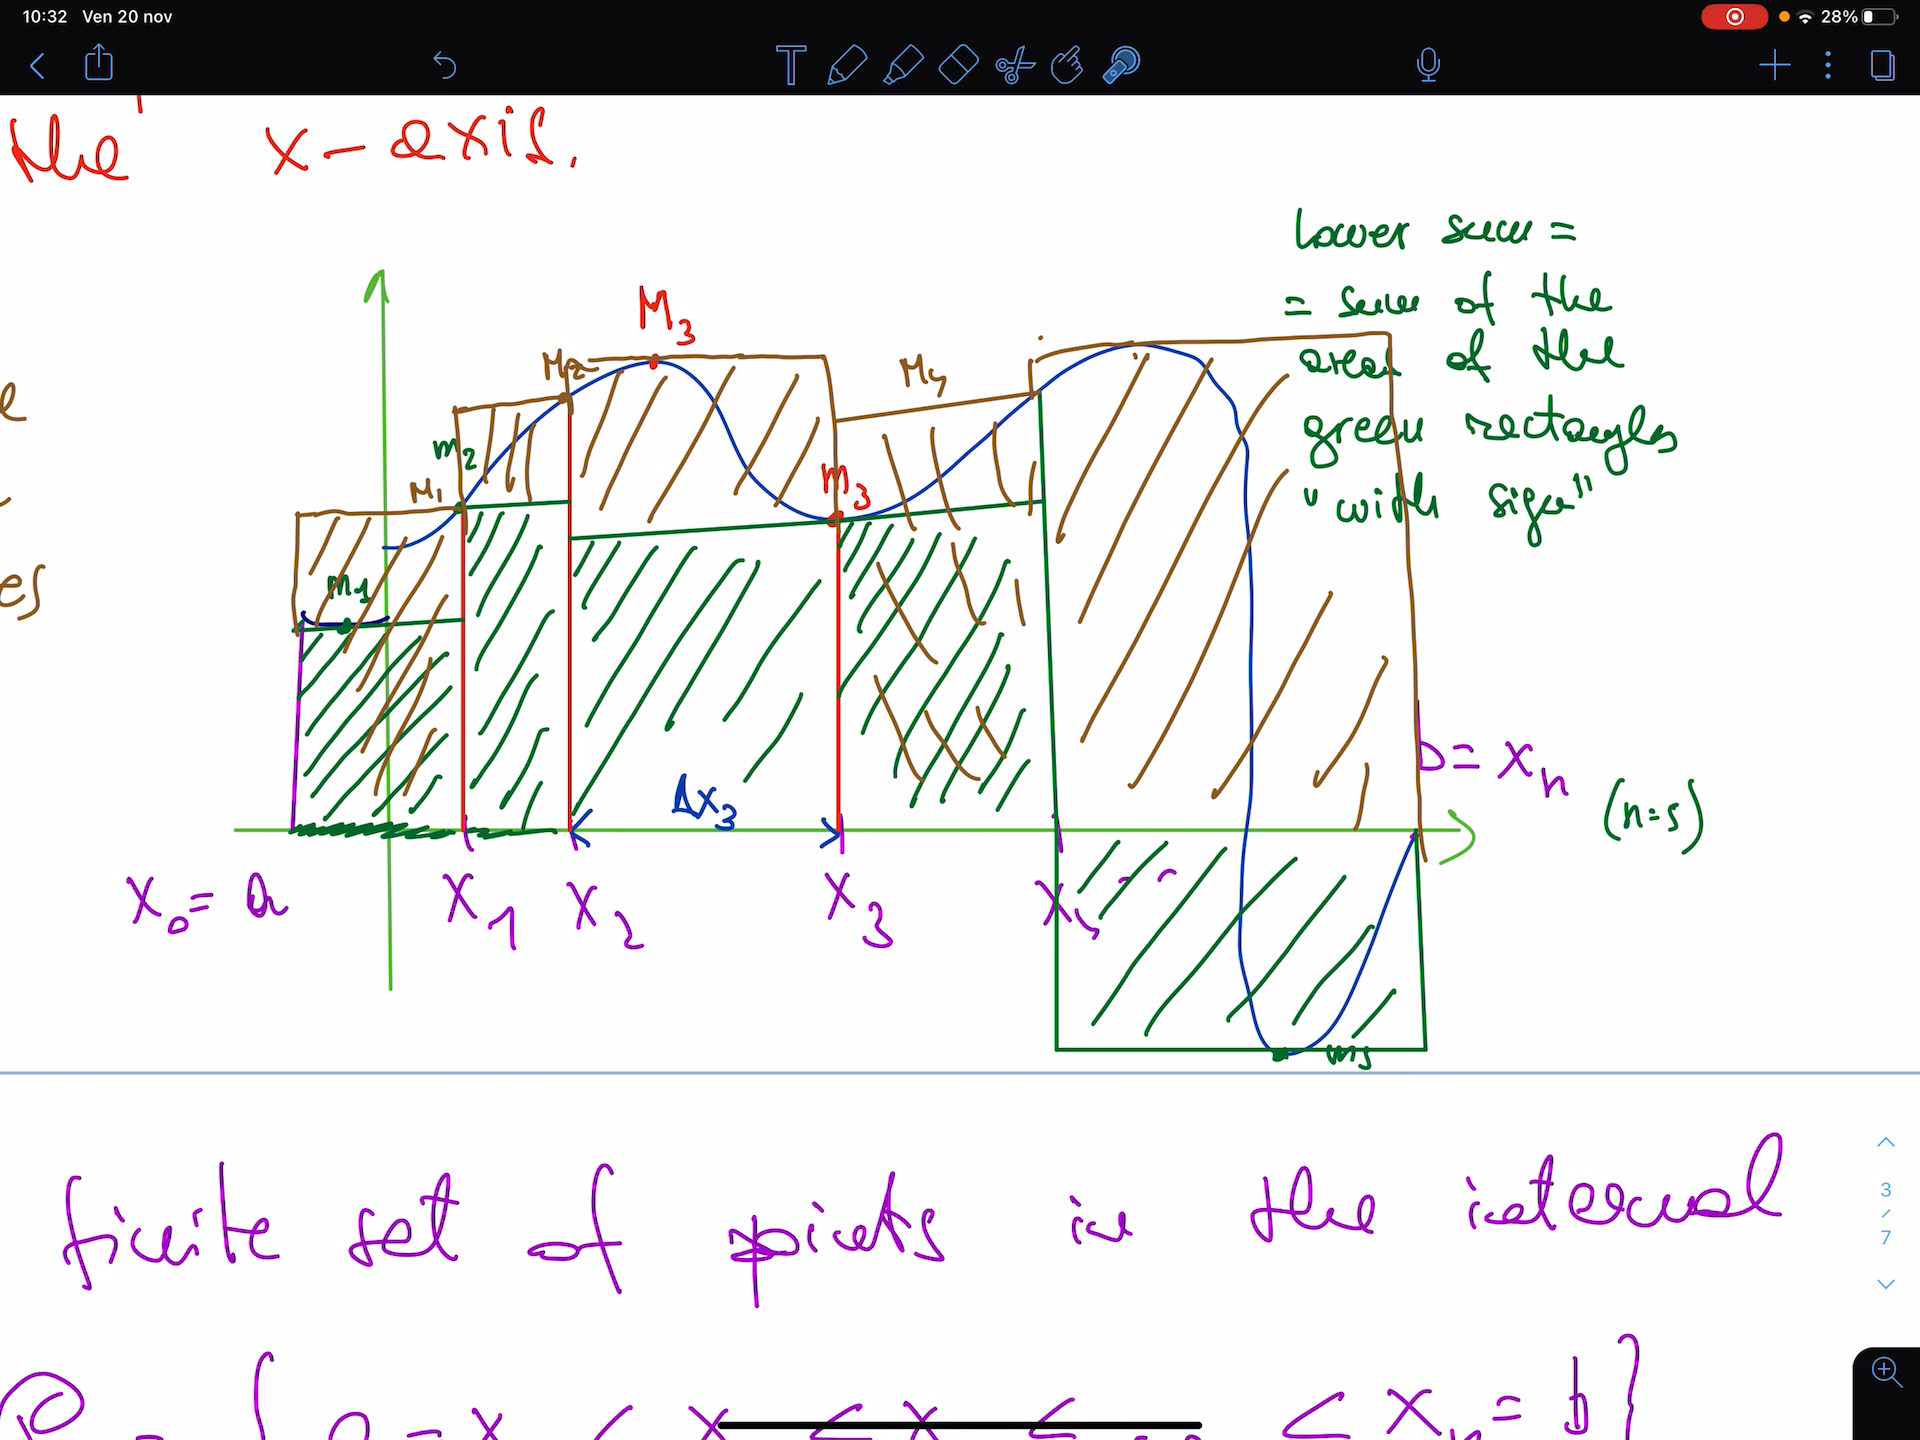 10:32 Ven 20 nov
28%
the x-axis.
lower sum =
= sum of the
area of the
green rectangles
"with sign"
M3
M2
M4
m2
M1
m3
m1
Δx3
b = xn
(n=5)
x0 = a
x1
x2
x3
x4
m5
finite set of points in the interval
3
/
7
P = { a = x < x < x < < xn = b }